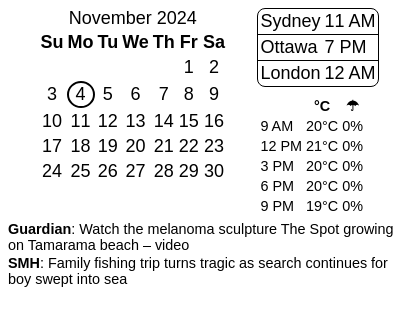 November 2024
Su Mo Tu We Th Fr Sa
1 2
3 4 5 6 7 8 9
10 11 12 13 14 15 16
17 18 19 20 21 22 23
24 25 26 27 28 29 30
Sydney 11 AM
Ottawa 7 PM
London 12 AM
°C ☂
9 AM 20°C 0%
12 PM 21°C 0%
3 PM 20°C 0%
6 PM 20°C 0%
9 PM 19°C 0%
Guardian: Watch the melanoma sculpture The Spot growing
on Tamarama beach – video
SMH: Family fishing trip turns tragic as search continues for
boy swept into sea